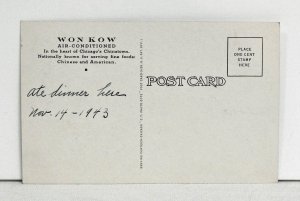 WON KOW
AIR-CONDITIONED
In the heart of Chicago's Chinatown.
Nationally known for serving fine foods:
Chinese and American.
PLACE
ONE CENT
STAMP
HERE
POST CARD
ate dinner here
Nov. 14-1943